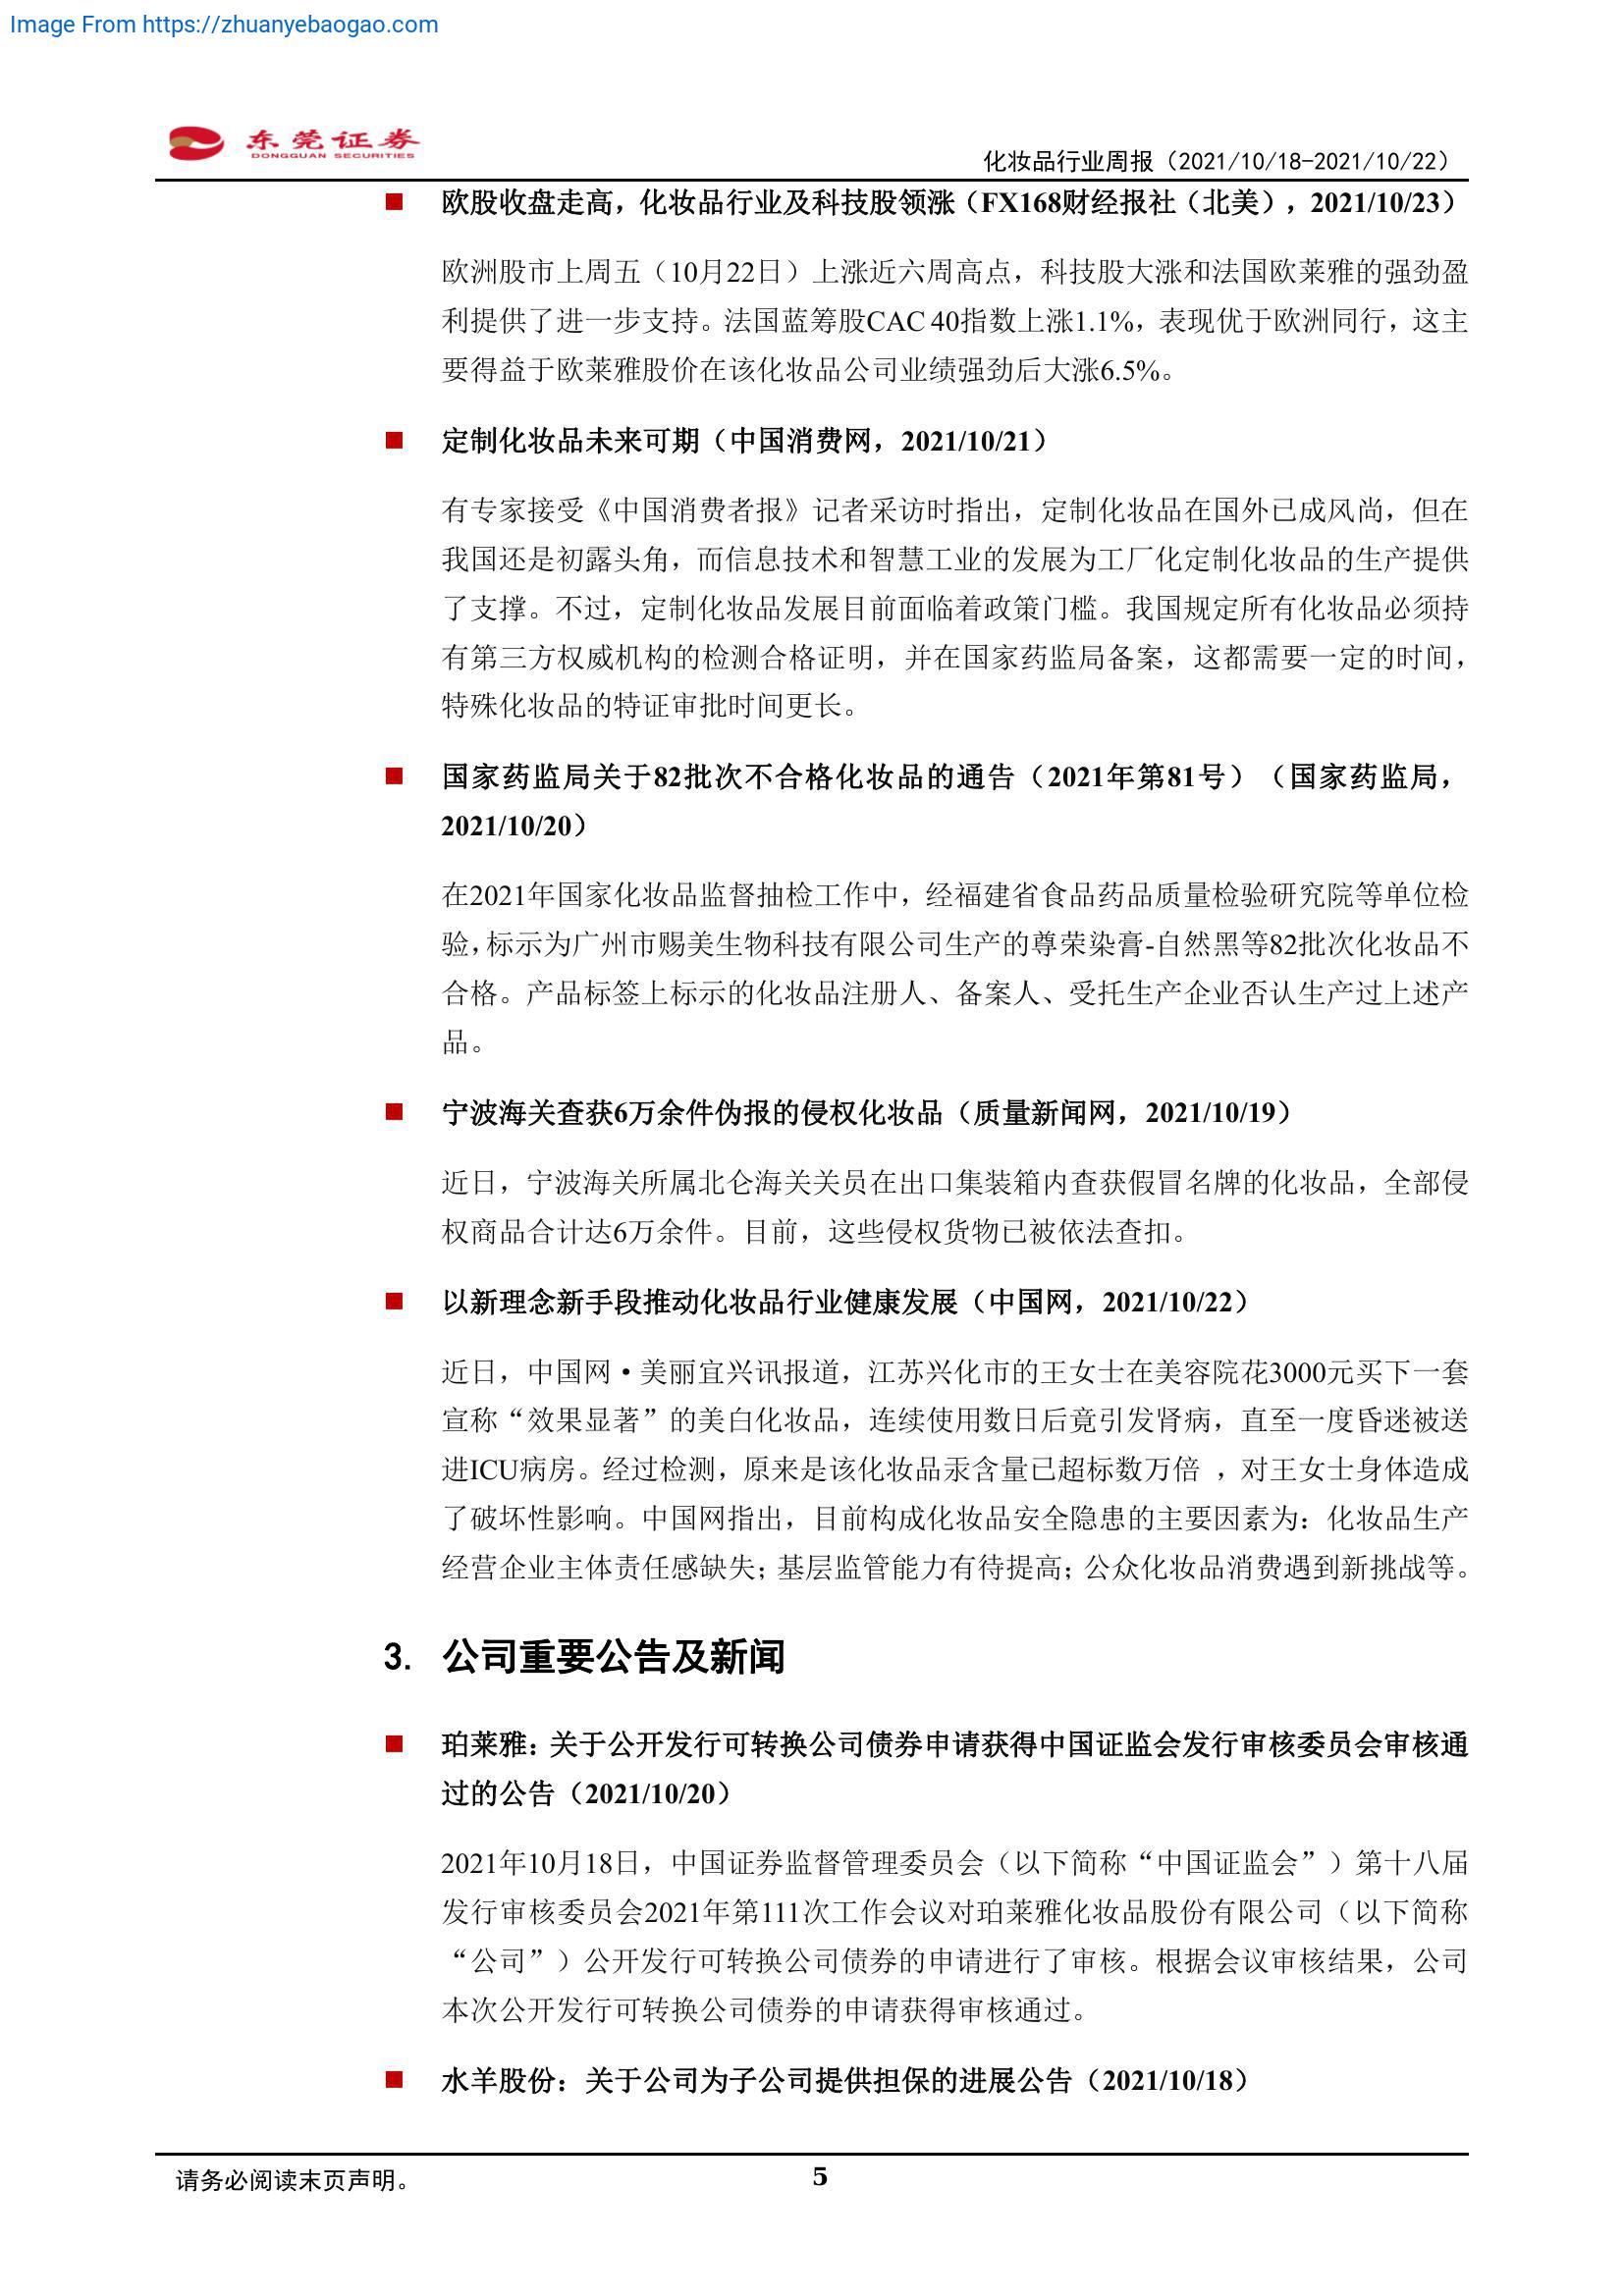 Image From https://zhuanyebaogao.com
东莞证券
DONGGUAN SECURITIES
化妆品行业周报（2021/10/18-2021/10/22）
■ 欧股收盘走高，化妆品行业及科技股领涨（FX168财经报社（北美），2021/10/23）
欧洲股市上周五（10月22日）上涨近六周高点，科技股大涨和法国欧莱雅的强劲盈
利提供了进一步支持。法国蓝筹股CAC 40指数上涨1.1%，表现优于欧洲同行，这主
要得益于欧莱雅股价在该化妆品公司业绩强劲后大涨6.5%。
■ 定制化妆品未来可期（中国消费网，2021/10/21）
有专家接受《中国消费者报》记者采访时指出，定制化妆品在国外已成风尚，但在
我国还是初露头角，而信息技术和智慧工业的发展为工厂化定制化妆品的生产提供
了支撑。不过，定制化妆品发展目前面临着政策门槛。我国规定所有化妆品必须持
有第三方权威机构的检测合格证明，并在国家药监局备案，这都需要一定的时间，
特殊化妆品的特证审批时间更长。
■ 国家药监局关于82批次不合格化妆品的通告（2021年第81号）（国家药监局，
2021/10/20）
在2021年国家化妆品监督抽检工作中，经福建省食品药品质量检验研究院等单位检
验，标示为广州市赐美生物科技有限公司生产的尊荣染膏-自然黑等82批次化妆品不
合格。产品标签上标示的化妆品注册人、备案人、受托生产企业否认生产过上述产
品。
■ 宁波海关查获6万余件伪报的侵权化妆品（质量新闻网，2021/10/19）
近日，宁波海关所属北仑海关关员在出口集装箱内查获假冒名牌的化妆品，全部侵
权商品合计达6万余件。目前，这些侵权货物已被依法查扣。
■ 以新理念新手段推动化妆品行业健康发展（中国网，2021/10/22）
近日，中国网•美丽宜兴讯报道，江苏兴化市的王女士在美容院花3000元买下一套
宣称“效果显著”的美白化妆品，连续使用数日后竟引发肾病，直至一度昏迷被送
进ICU病房。经过检测，原来是该化妆品汞含量已超标数万倍 ，对王女士身体造成
了破坏性影响。中国网指出，目前构成化妆品安全隐患的主要因素为：化妆品生产
经营企业主体责任感缺失；基层监管能力有待提高；公众化妆品消费遇到新挑战等。
3. 公司重要公告及新闻
■ 珀莱雅：关于公开发行可转换公司债券申请获得中国证监会发行审核委员会审核通
过的公告（2021/10/20）
2021年10月18日，中国证券监督管理委员会（以下简称“中国证监会”）第十八届
发行审核委员会2021年第111次工作会议对珀莱雅化妆品股份有限公司（以下简称
“公司”）公开发行可转换公司债券的申请进行了审核。根据会议审核结果，公司
本次公开发行可转换公司债券的申请获得审核通过。
■ 水羊股份：关于公司为子公司提供担保的进展公告（2021/10/18）
请务必阅读末页声明。
5